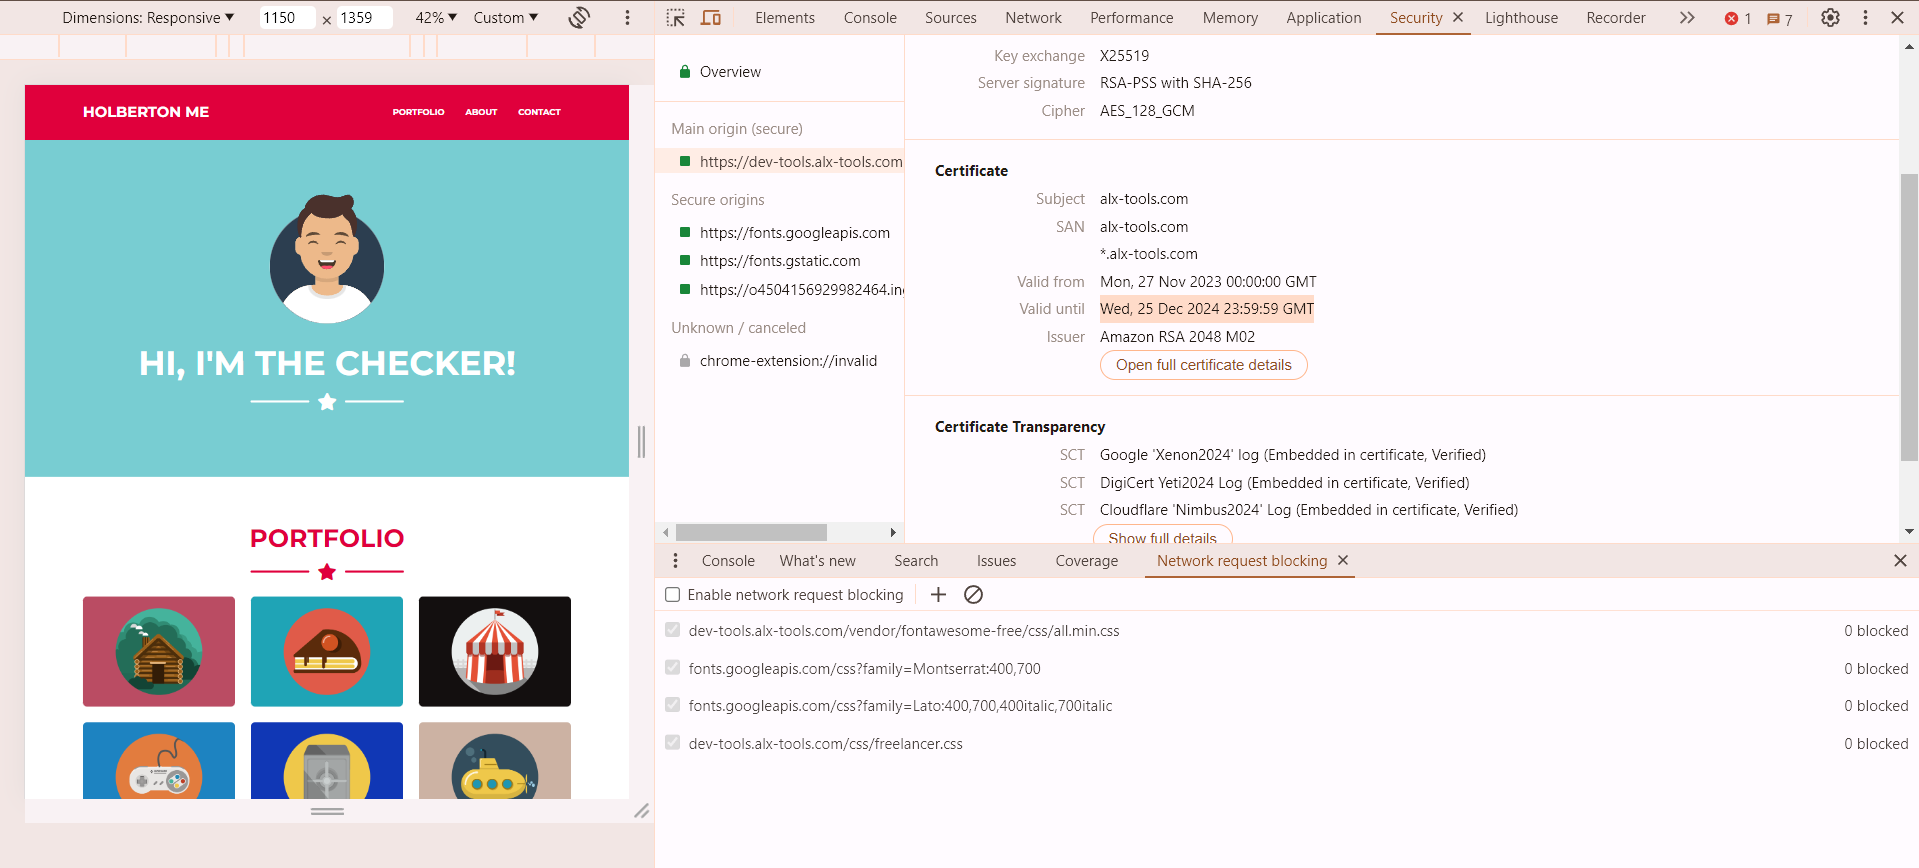 Dimensions: Responsive ▼ 1150 × 1359 42% ▼ Custom ▼
HOLBERTON ME PORTFOLIO ABOUT CONTACT
HI, I'M THE CHECKER!
PORTFOLIO
Elements Console Sources Network Performance Memory Application Security Lighthouse Recorder 1 7
Overview
Main origin (secure)
https://dev-tools.alx-tools.com
Secure origins
https://fonts.googleapis.com
https://fonts.gstatic.com
https://o4504156929982464.in
Unknown / canceled
chrome-extension://invalid
Key exchange X25519
Server signature RSA-PSS with SHA-256
Cipher AES_128_GCM
Certificate
Subject alx-tools.com
SAN alx-tools.com
*.alx-tools.com
Valid from Mon, 27 Nov 2023 00:00:00 GMT
Valid until Wed, 25 Dec 2024 23:59:59 GMT
Issuer Amazon RSA 2048 M02
Open full certificate details
Certificate Transparency
SCT Google 'Xenon2024' log (Embedded in certificate, Verified)
SCT DigiCert Yeti2024 Log (Embedded in certificate, Verified)
SCT Cloudflare 'Nimbus2024' Log (Embedded in certificate, Verified)
Show full details
Console What's new Search Issues Coverage Network request blocking
Enable network request blocking
dev-tools.alx-tools.com/vendor/fontawesome-free/css/all.min.css 0 blocked
fonts.googleapis.com/css?family=Montserrat:400,700 0 blocked
fonts.googleapis.com/css?family=Lato:400,700,400italic,700italic 0 blocked
dev-tools.alx-tools.com/css/freelancer.css 0 blocked